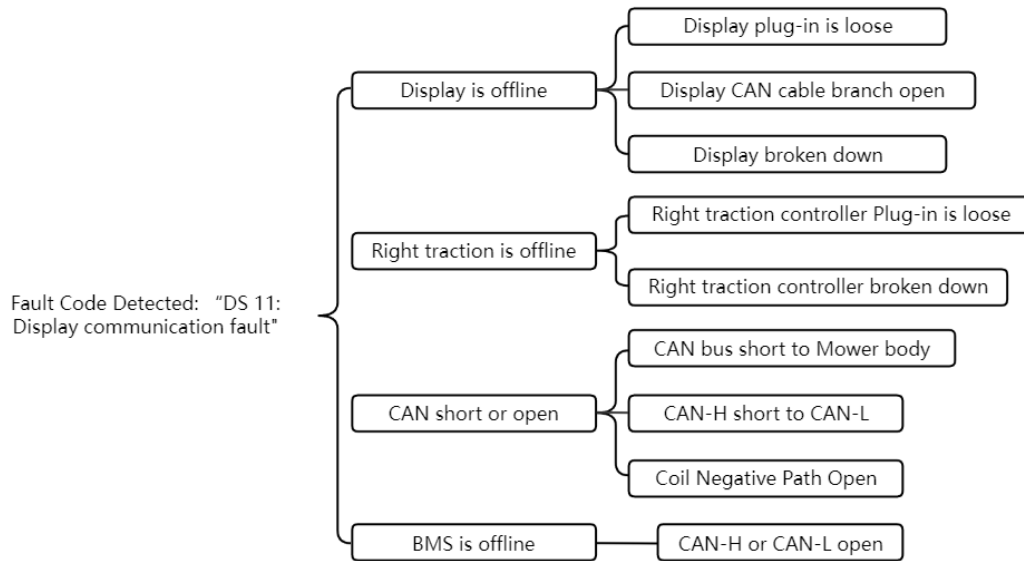 Fault Code Detected: “DS 11:
Display communication fault"
Display is offline
Display plug-in is loose
Display CAN cable branch open
Display broken down
Right traction is offline
Right traction controller Plug-in is loose
Right traction controller broken down
CAN short or open
CAN bus short to Mower body
CAN-H short to CAN-L
Coil Negative Path Open
BMS is offline
CAN-H or CAN-L open